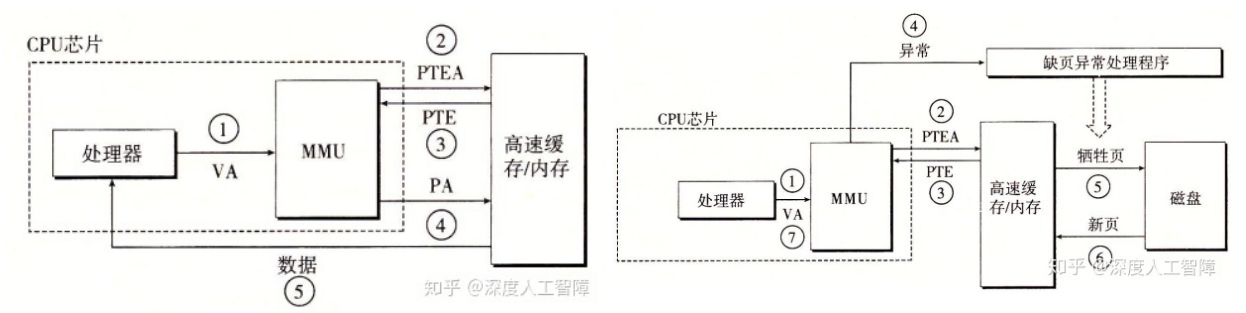 CPU芯片
②
PTEA
处理器
①
VA
MMU
PTE
③
高速缓
存/内存
PA
④
数据
⑤
知乎 @深度人工智障
④
异常
缺页异常处理程序
CPU芯片
②
PTEA
处理器
①
VA
⑦
MMU
PTE
③
高速缓
存/内存
牺牲页
⑤
磁盘
新页
⑥
知乎 @深度人工智障